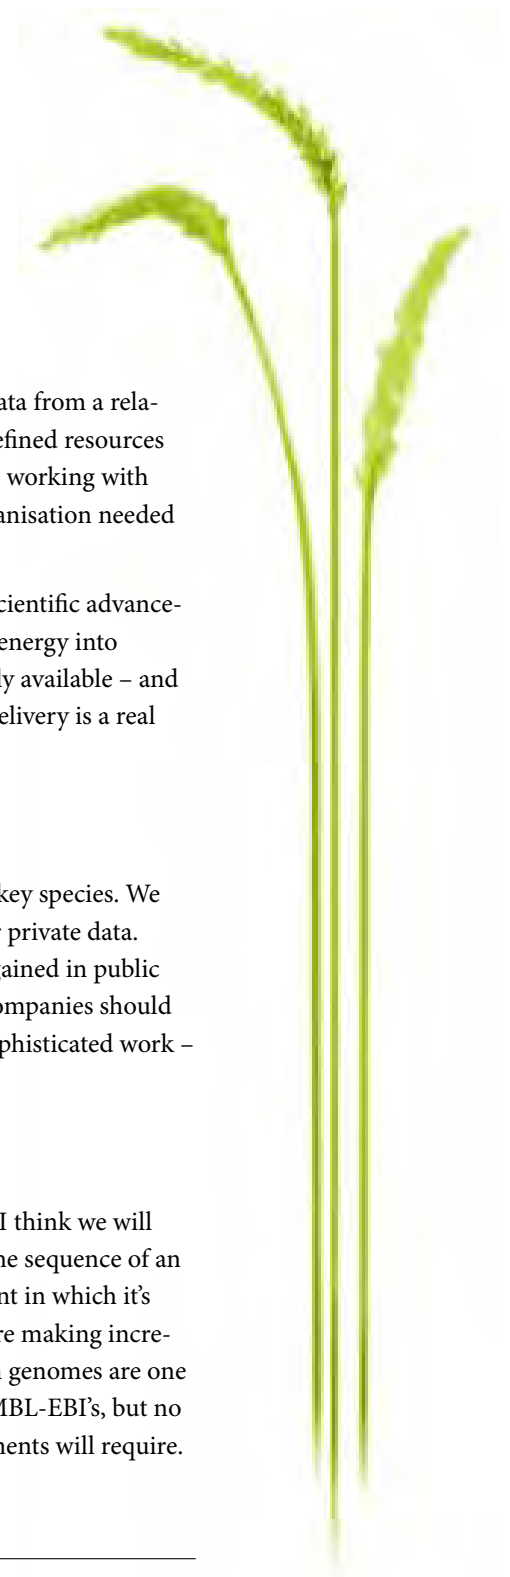 ata from a rela-
efined resources
working with
anisation needed
cientific advance-
energy into
ly available – and
elivery is a real
key species. We
private data.
ained in public
ompanies should
phisticated work –
I think we will
ne sequence of an
nt in which it’s
re making incre-
genomes are one
MBL-EBI’s, but no
nents will require.